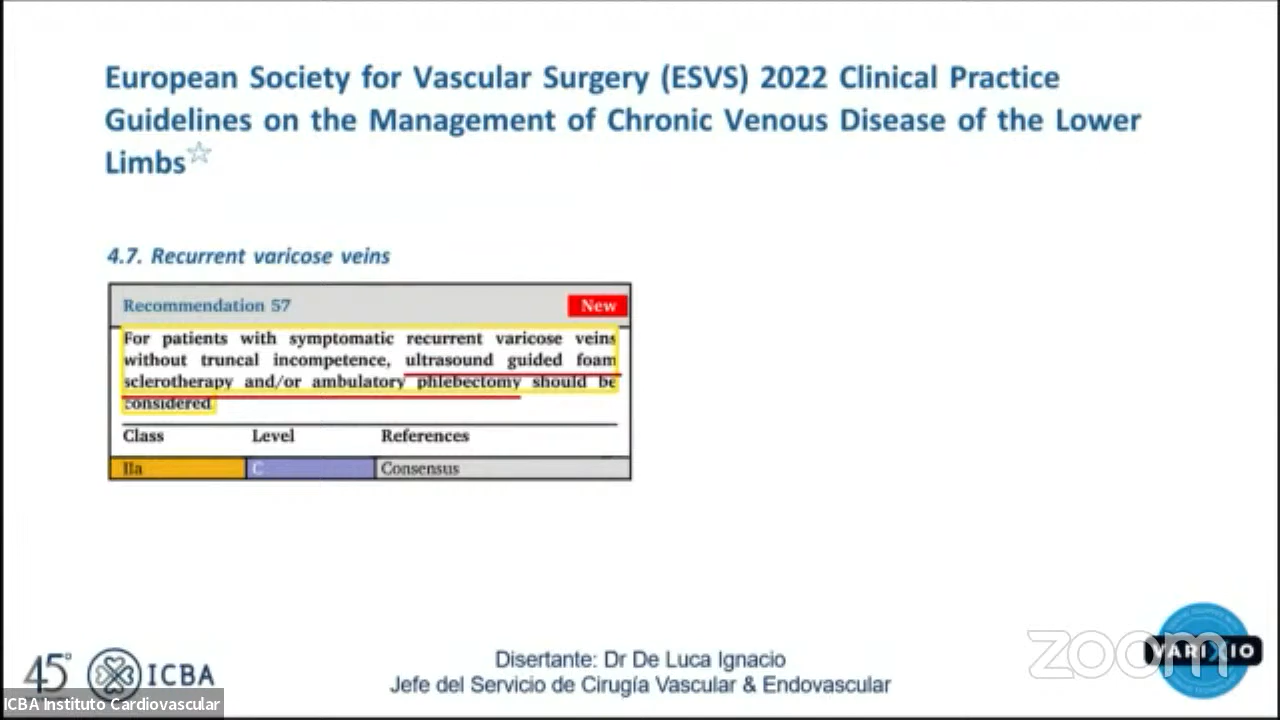 European Society for Vascular Surgery (ESVS) 2022 Clinical Practice
Guidelines on the Management of Chronic Venous Disease of the Lower
Limbs☆
4.7. Recurrent varicose veins
Recommendation 57
New
For patients with symptomatic recurrent varicose veins
without truncal incompetence, ultrasound guided foam
sclerotherapy and/or ambulatory phlebectomy should be
considered
Class Level References
IIa C Consensus
45° ICBA
Disertante: Dr De Luca Ignacio
Jefe del Servicio de Cirugía Vascular & Endovascular
zoom
VARIXIO
ICBA Instituto Cardiovascular